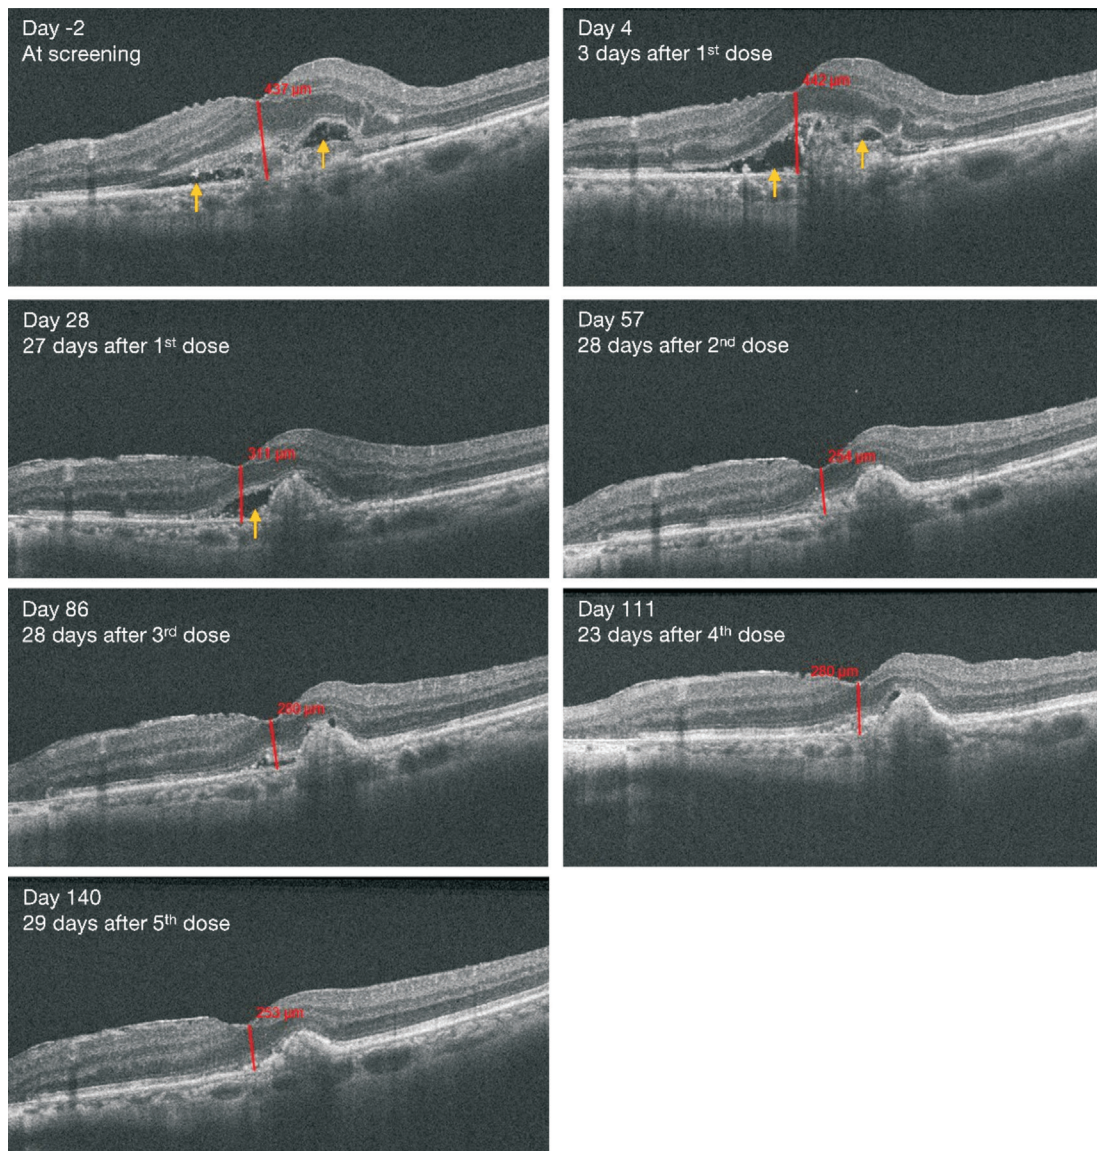 Day -2
At screening
437 µm
Day 4
3 days after 1st dose
442 µm
Day 28
27 days after 1st dose
311 µm
Day 57
28 days after 2nd dose
254 µm
Day 86
28 days after 3rd dose
µm
Day 111
23 days after 4th dose
280 µm
Day 140
29 days after 5th dose
253 µm